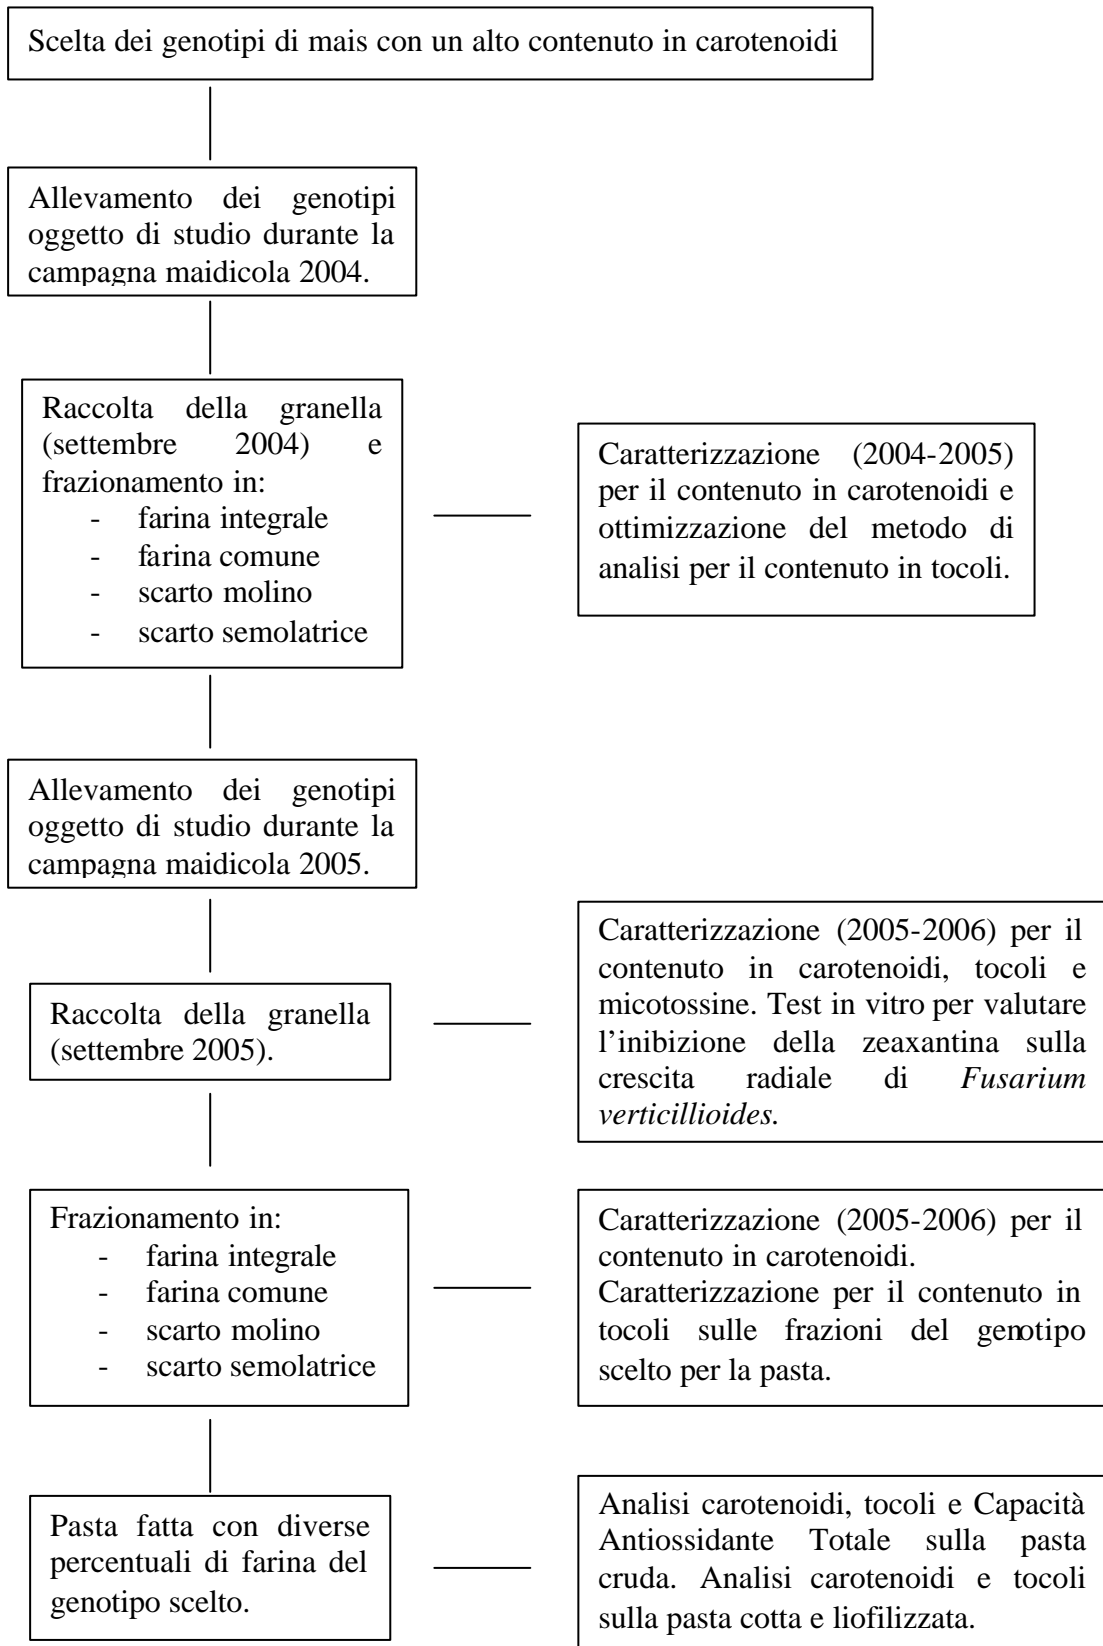 Scelta dei genotipi di mais con un alto contenuto in carotenoidi
Allevamento dei genotipi
oggetto di studio durante la
campagna maidicola 2004.
Raccolta della granella
(settembre 2004) e
frazionamento in:
- farina integrale
- farina comune
- scarto molino
- scarto semolatrice
Caratterizzazione (2004-2005)
per il contenuto in carotenoidi e
ottimizzazione del metodo di
analisi per il contenuto in tocoli.
Allevamento dei genotipi
oggetto di studio durante la
campagna maidicola 2005.
Raccolta della granella
(settembre 2005).
Caratterizzazione (2005-2006) per il
contenuto in carotenoidi, tocoli e
micotossine. Test in vitro per valutare
l’inibizione della zeaxantina sulla
crescita radiale di Fusarium
verticillioides.
Frazionamento in:
- farina integrale
- farina comune
- scarto molino
- scarto semolatrice
Caratterizzazione (2005-2006) per il
contenuto in carotenoidi.
Caratterizzazione per il contenuto in
tocoli sulle frazioni del genotipo
scelto per la pasta.
Pasta fatta con diverse
percentuali di farina del
genotipo scelto.
Analisi carotenoidi, tocoli e Capacità
Antiossidante Totale sulla pasta
cruda. Analisi carotenoidi e tocoli
sulla pasta cotta e liofilizzata.